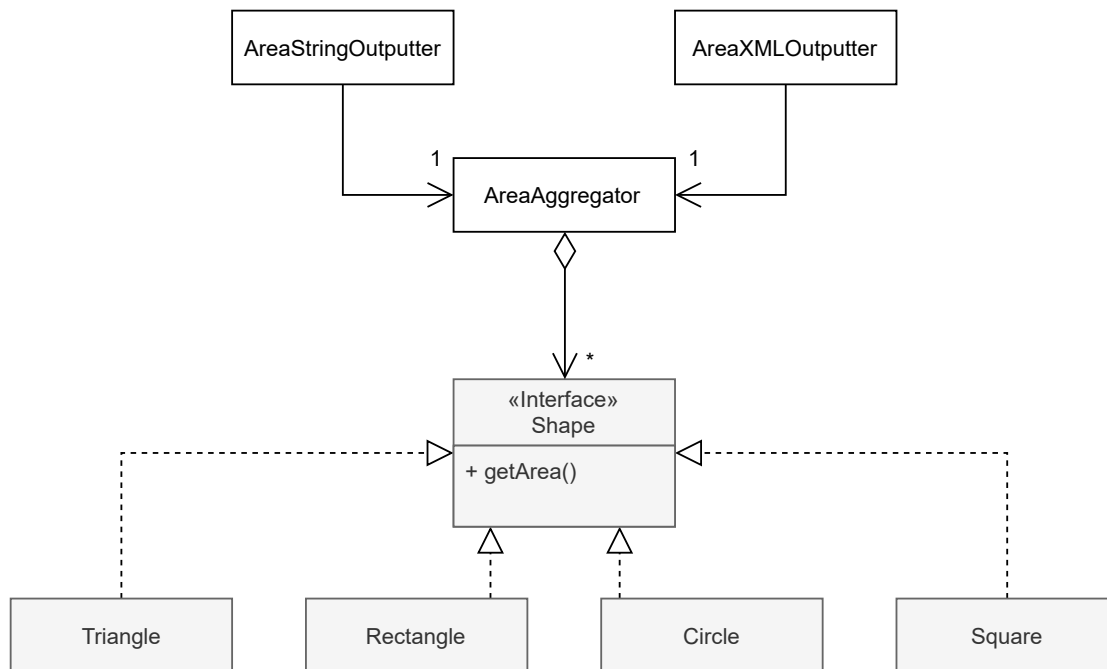 AreaStringOutputter
AreaXMLOutputter
1
1
AreaAggregator
*
«Interface»
Shape
+ getArea()
Triangle
Rectangle
Circle
Square